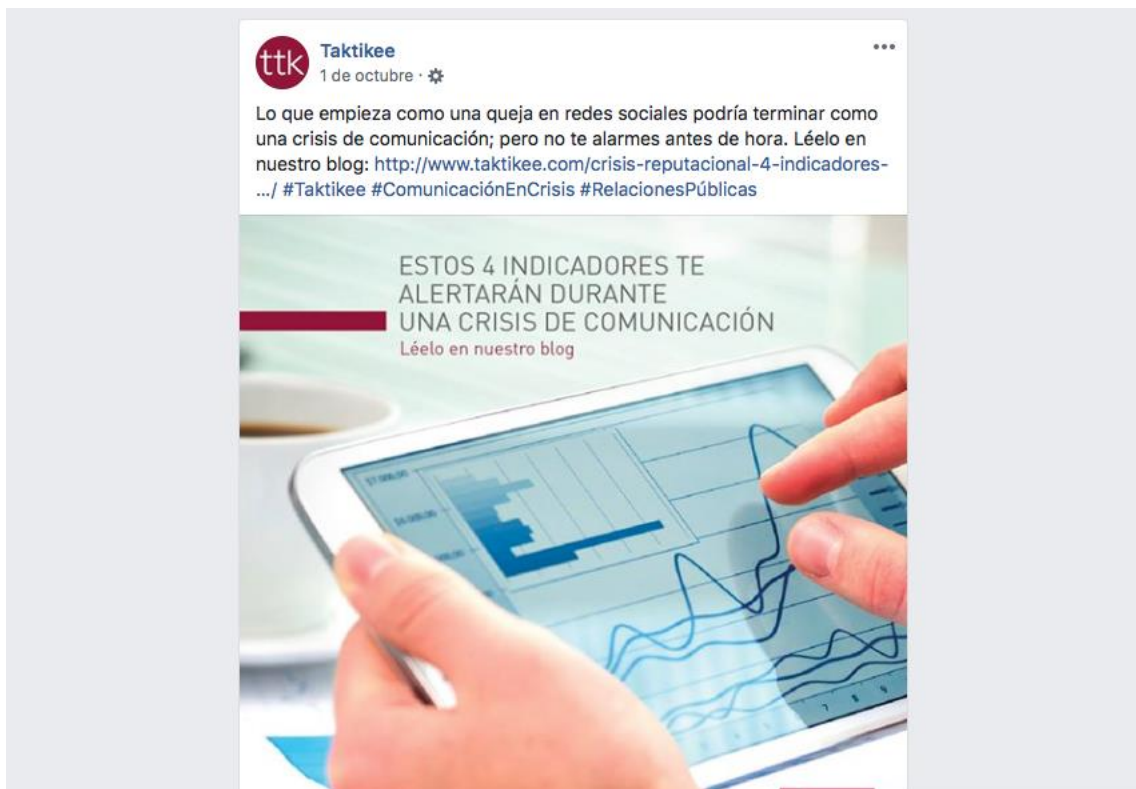 ttk
Taktikee
1 de octubre ·
Lo que empieza como una queja en redes sociales podría terminar como
una crisis de comunicación; pero no te alarmes antes de hora. Léelo en
nuestro blog: http://www.taktikee.com/crisis-reputacional-4-indicadores-
.../ #Taktikee #ComunicaciónEnCrisis #RelacionesPúblicas
ESTOS 4 INDICADORES TE
ALERTARÁN DURANTE
UNA CRISIS DE COMUNICACIÓN
Léelo en nuestro blog
7 8 9